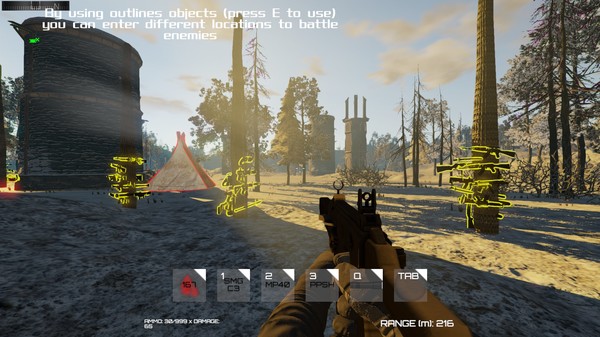 N
By using outlines objects (press E to use)
you can enter different locations to battle
enemies
1 2 3 Q TAB
167 SMG MP40 PPSH
C3
AMMO: 30/999 x DAMAGE:
66
RANGE (m): 216